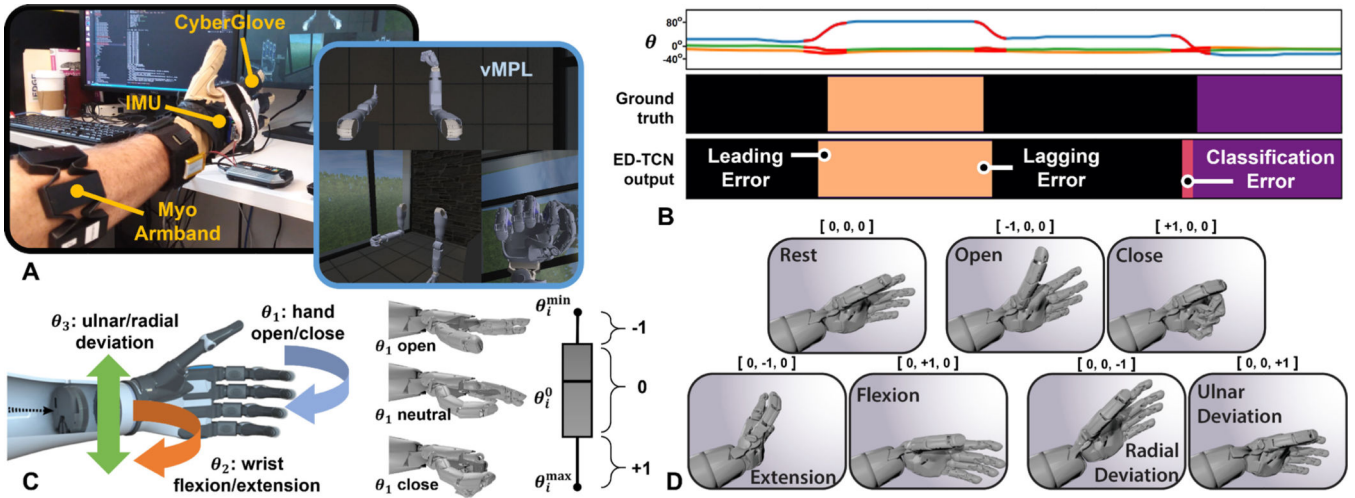 CyberGlove
IMU
Myo
Armband
A
vMPL
θ
80°
0°
-40°
Ground
truth
ED-TCN
output
Leading
Error
Lagging
Error
Classification
Error
B
θ₃: ulnar/radial
deviation
θ₁: hand
open/close
θ₂: wrist
flexion/extension
C
θ₁ open
θ₁ neutral
θ₁ close
θᵢᵐⁱⁿ
θᵢ⁰
θᵢᵐᵃˣ
-1
0
+1
[ 0, 0, 0]
Rest
[ -1, 0, 0]
Open
[ +1, 0, 0]
Close
[ 0, -1, 0]
Extension
[ 0, +1, 0]
Flexion
[ 0, 0, -1]
Radial
Deviation
[ 0, 0, +1]
Ulnar
Deviation
D